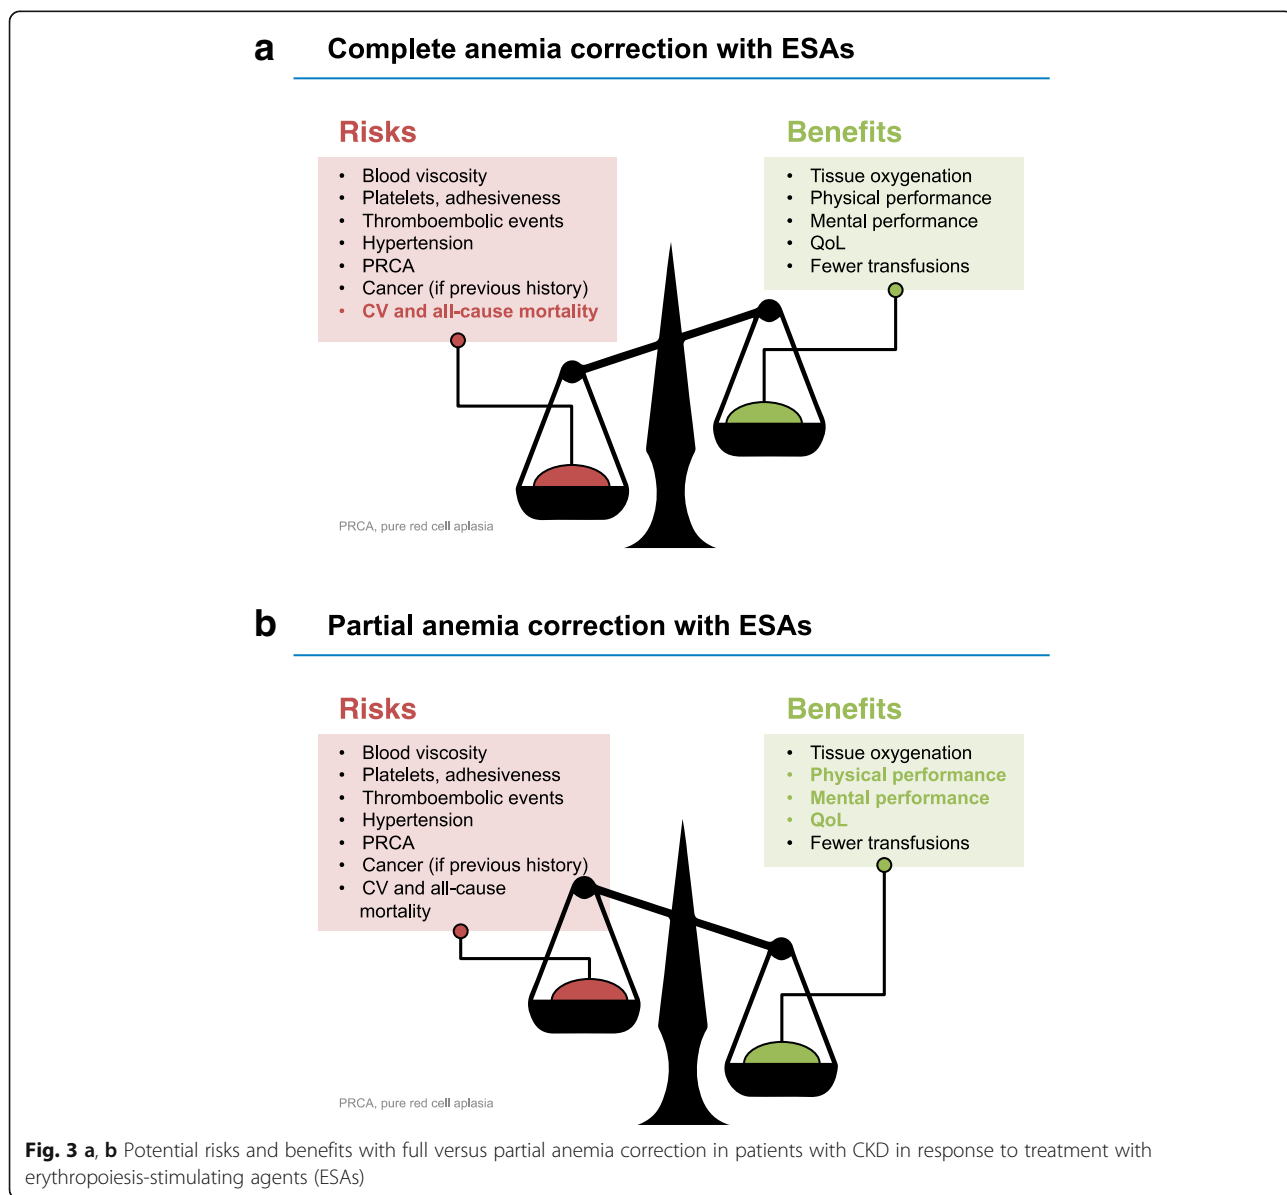 a Complete anemia correction with ESAs
Risks
• Blood viscosity
• Platelets, adhesiveness
• Thromboembolic events
• Hypertension
• PRCA
• Cancer (if previous history)
• CV and all-cause mortality
Benefits
• Tissue oxygenation
• Physical performance
• Mental performance
• QoL
• Fewer transfusions
PRCA, pure red cell aplasia
b Partial anemia correction with ESAs
Risks
• Blood viscosity
• Platelets, adhesiveness
• Thromboembolic events
• Hypertension
• PRCA
• Cancer (if previous history)
• CV and all-cause
mortality
Benefits
• Tissue oxygenation
• Physical performance
• Mental performance
• QoL
• Fewer transfusions
PRCA, pure red cell aplasia
Fig. 3 a, b Potential risks and benefits with full versus partial anemia correction in patients with CKD in response to treatment with
erythropoiesis-stimulating agents (ESAs)